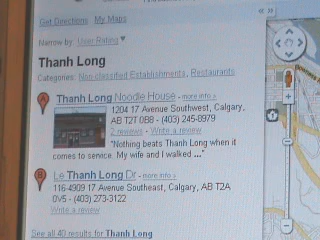 Get Directions My Maps
Narrow by: User Rating
Thanh Long
Categories: Non-classified Establishments, Restaurants
A Thanh Long Noodle House - more info »
1204 17 Avenue Southwest, Calgary,
AB T2T 0B8 - (403) 245-8979
2 reviews - Write a review
"Nothing beats Thanh Long when it
comes to service. My wife and I walked ..."
B Le Thanh Long Dr - more info »
116-4909 17 Avenue Southeast, Calgary, AB T2A
0V5 - (403) 273-3122
Write a review
See all 40 results for Thanh Long